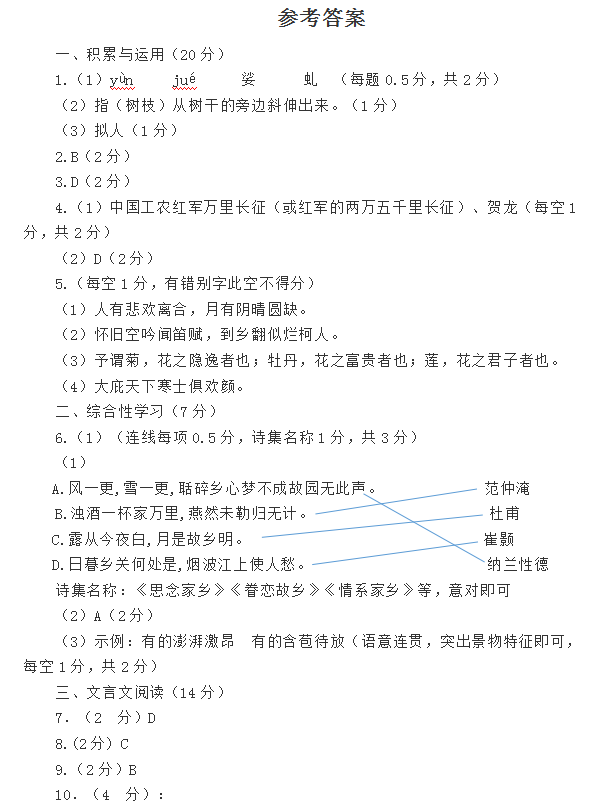 参考答案
一、积累与运用(20分)
1.(1)yùn jué 娑 虬 (每题0.5分,共2分)
(2)指(树枝)从树干的旁边斜伸出来。(1分)
(3)拟人(1分)
2.B(2分)
3.D(2分)
4.(1)中国工农红军万里长征(或红军的两万五千里长征)、贺龙(每空1
分,共2分)
(2)D(2分)
5.(每空1分,有错别字此空不得分)
(1)人有悲欢离合,月有阴晴圆缺。
(2)怀旧空吟闻笛赋,到乡翻似烂柯人。
(3)予谓菊,花之隐逸者也;牡丹,花之富贵者也;莲,花之君子者也。
(4)大庇天下寒士俱欢颜。
二、综合性学习(7分)
6.(1)(连线每项0.5分,诗集名称1分,共3分)
(1)
A.风一更,雪一更,聒碎乡心梦不成故园无此声。 范仲淹
B.浊酒一杯家万里,燕然未勒归无计。 杜甫
C.露从今夜白,月是故乡明。 崔颢
D.日暮乡关何处是,烟波江上使人愁。 纳兰性德
诗集名称:《思念家乡》《眷恋故乡》《情系家乡》等,意对即可
(2)A(2分)
(3)示例:有的澎湃激昂 有的含苞待放(语意连贯,突出景物特征即可,
每空1分,共2分)
三、文言文阅读(14分)
7.(2 分)D
8.(2分) C
9.(2分)B
10.(4 分):